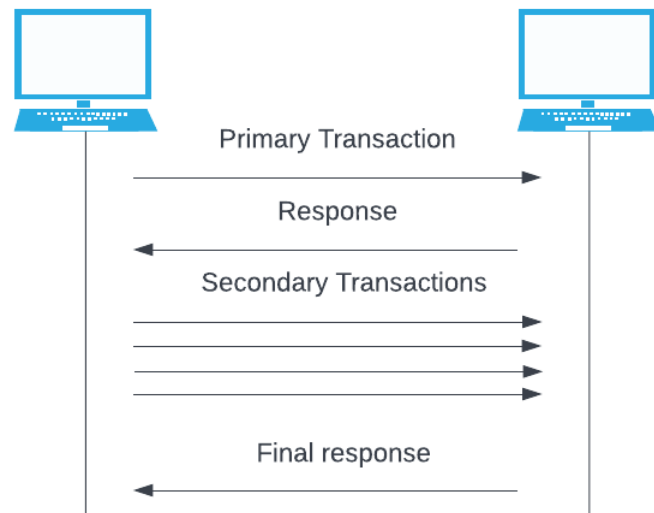 Primary Transaction
Response
Secondary Transactions
Final response